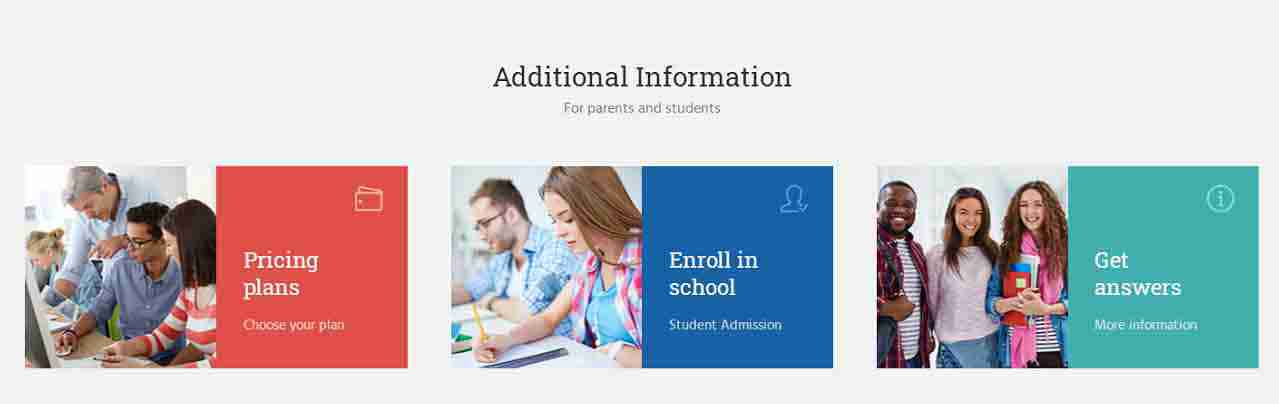 Additional Information
For parents and students
Pricing
plans
Choose your plan
Enroll in
school
Student Admission
Get
answers
More information